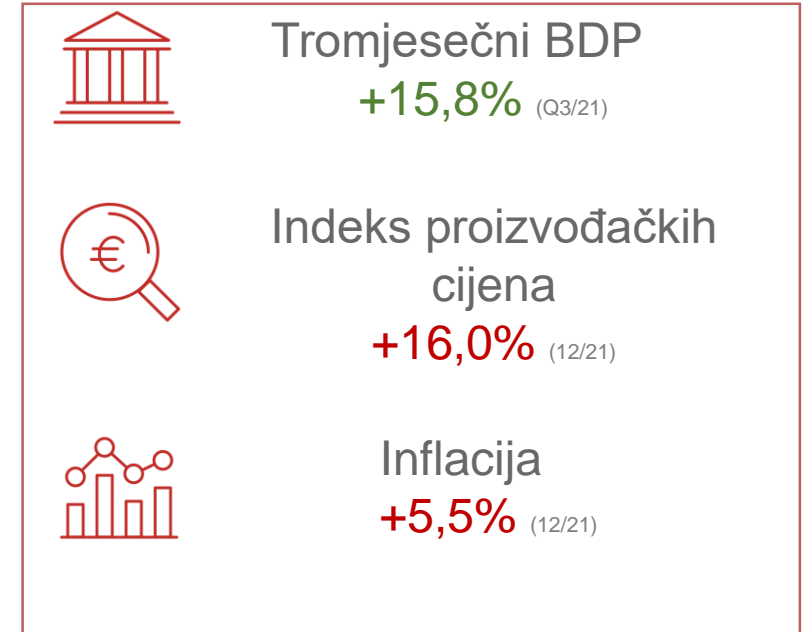 Tromjesečni BDP
+15,8% (Q3/21)
€
Indeks proizvođačkih
cijena
+16,0% (12/21)
Inflacija
+5,5% (12/21)